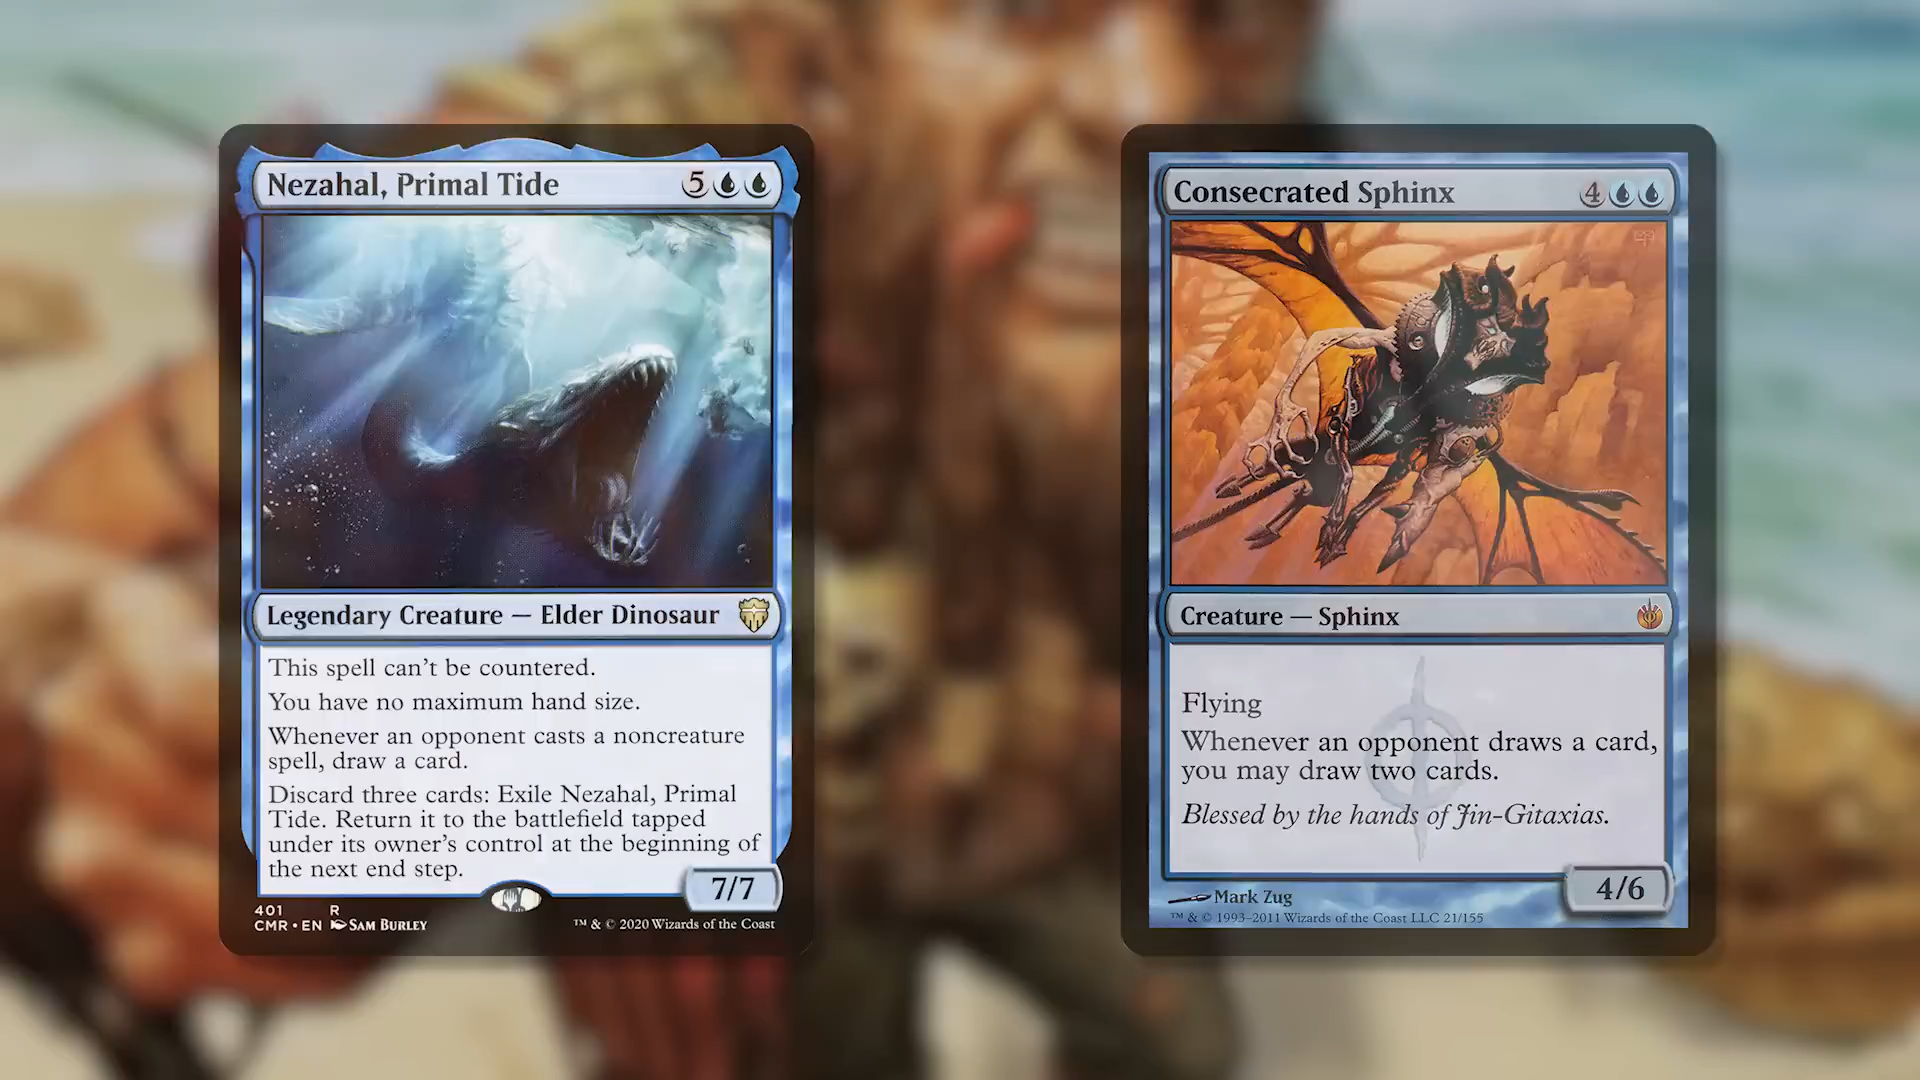 Nezahal, Primal Tide 5
Legendary Creature — Elder Dinosaur
This spell can't be countered.
You have no maximum hand size.
Whenever an opponent casts a noncreature
spell, draw a card.
Discard three cards: Exile Nezahal, Primal
Tide. Return it to the battlefield tapped
under its owner's control at the beginning of
the next end step.
7/7
401 R
CMR • EN SAM BURLEY
™ & © 2020 Wizards of the Coast
Consecrated Sphinx 4
Creature — Sphinx
Flying
Whenever an opponent draws a card,
you may draw two cards.
Blessed by the hands of Jin-Gitaxias.
4/6
Mark Zug
™ & © 1993–2011 Wizards of the Coast LLC 21/155